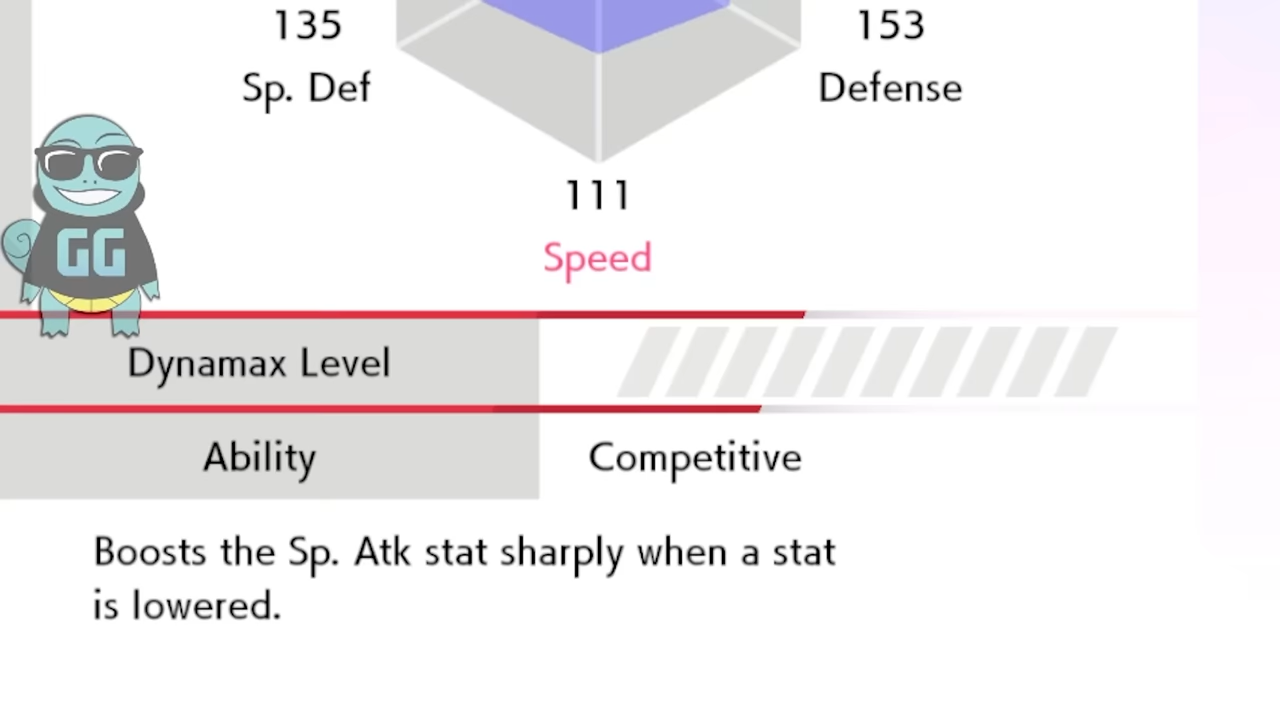 135
153
Sp. Def
Defense
111
Speed
GG
Dynamax Level
Ability
Competitive
Boosts the Sp. Atk stat sharply when a stat
is lowered.